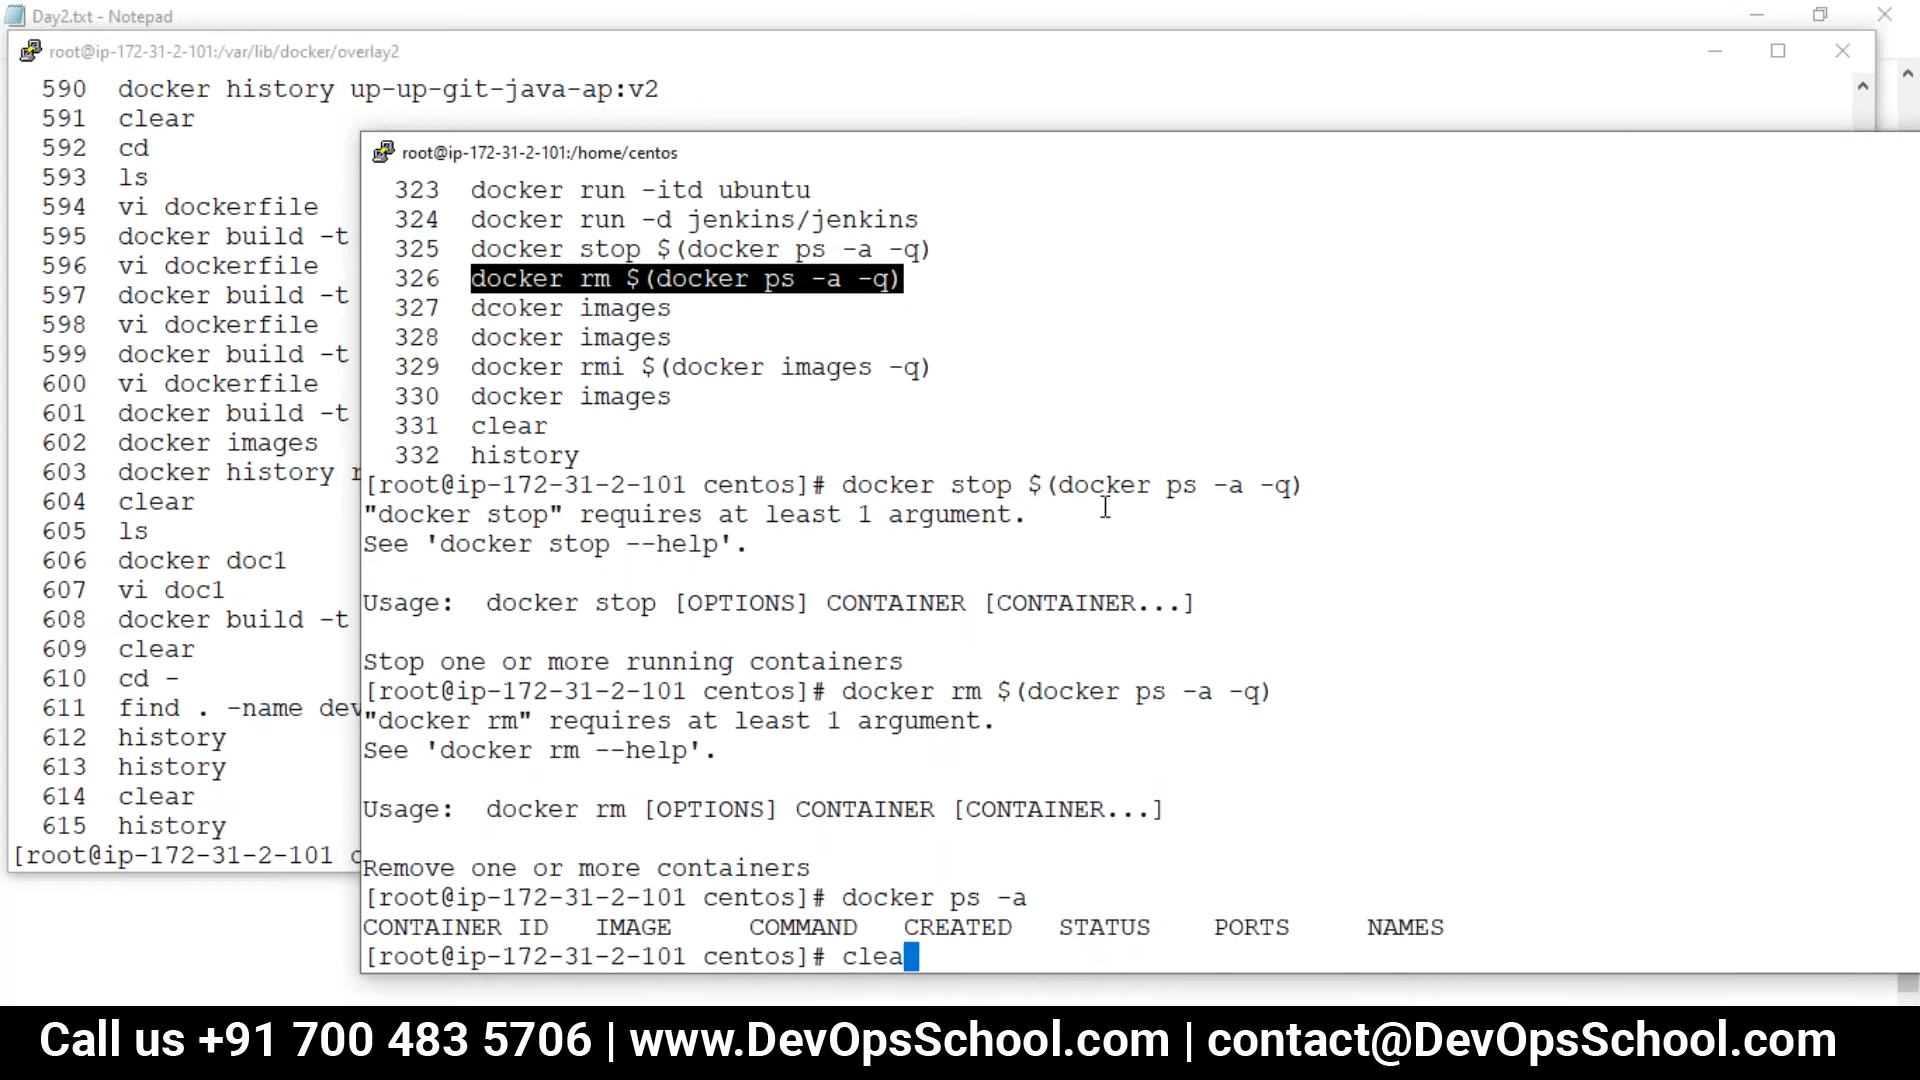 Day2.txt - Notepad
root@ip-172-31-2-101:/var/lib/docker/overlay2
590 docker history up-up-git-java-ap:v2
591 clear
592 cd
593 ls
594 vi dockerfile
595 docker build -t
596 vi dockerfile
597 docker build -t
598 vi dockerfile
599 docker build -t
600 vi dockerfile
601 docker build -t
602 docker images
603 docker history
604 clear
605 ls
606 docker doc1
607 vi doc1
608 docker build -t
609 clear
610 cd -
611 find . -name dev
612 history
613 history
614 clear
615 history
[root@ip-172-31-2-101
root@ip-172-31-2-101:/home/centos
323 docker run -itd ubuntu
324 docker run -d jenkins/jenkins
325 docker stop $(docker ps -a -q)
326 docker rm $(docker ps -a -q)
327 dcoker images
328 docker images
329 docker rmi $(docker images -q)
330 docker images
331 clear
332 history
[root@ip-172-31-2-101 centos]# docker stop $(docker ps -a -q)
"docker stop" requires at least 1 argument.
See 'docker stop --help'.
Usage: docker stop [OPTIONS] CONTAINER [CONTAINER...]
Stop one or more running containers
[root@ip-172-31-2-101 centos]# docker rm $(docker ps -a -q)
"docker rm" requires at least 1 argument.
See 'docker rm --help'.
Usage: docker rm [OPTIONS] CONTAINER [CONTAINER...]
Remove one or more containers
[root@ip-172-31-2-101 centos]# docker ps -a
CONTAINER ID IMAGE COMMAND CREATED STATUS PORTS NAMES
[root@ip-172-31-2-101 centos]# clea
Call us +91 700 483 5706 | www.DevOpsSchool.com | contact@DevOpsSchool.com